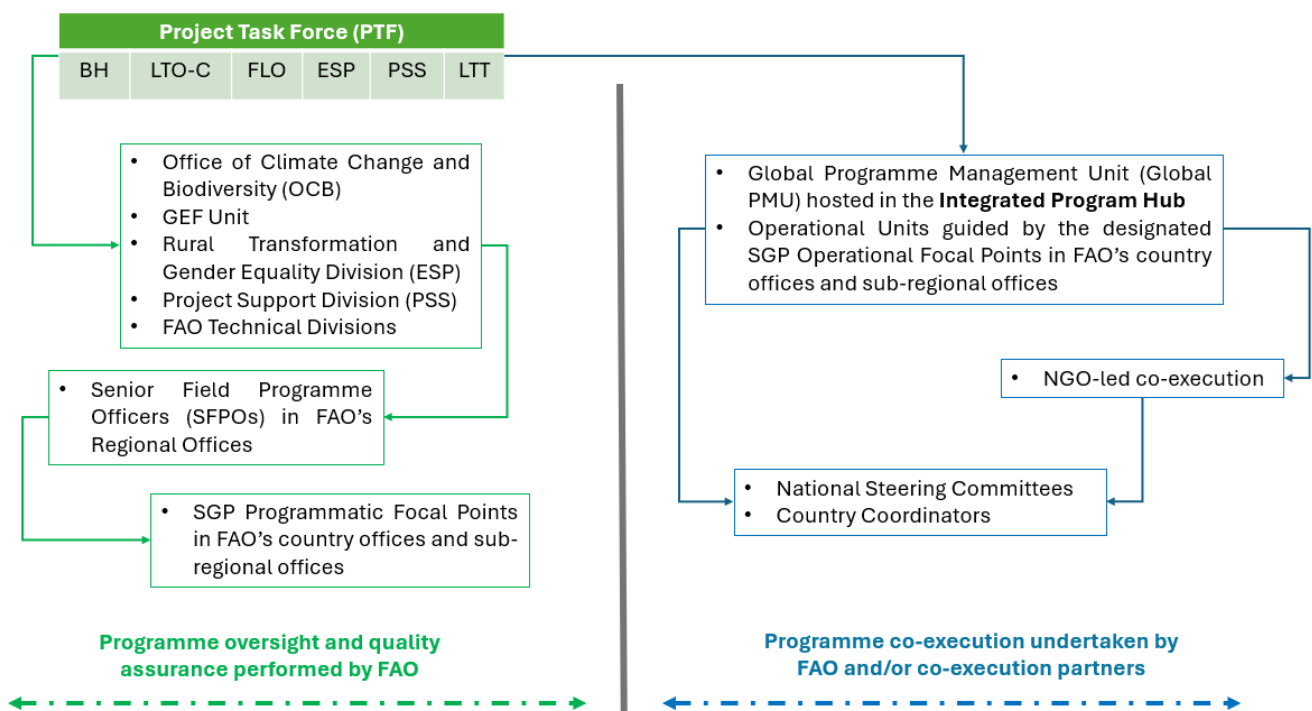 Project Task Force (PTF)
BH LTO-C FLO ESP PSS LTT
• Office of Climate Change and
Biodiversity (OCB)
• GEF Unit
• Rural Transformation and
Gender Equality Division (ESP)
• Project Support Division (PSS)
• FAO Technical Divisions
• Senior Field Programme
Officers (SFPOs) in FAO's
Regional Offices
• SGP Programmatic Focal Points
in FAO's country offices and sub-
regional offices
Programme oversight and quality
assurance performed by FAO
• Global Programme Management Unit (Global
PMU) hosted in the Integrated Program Hub
• Operational Units guided by the designated
SGP Operational Focal Points in FAO's country
offices and sub-regional offices
• NGO-led co-execution
• National Steering Committees
• Country Coordinators
Programme co-execution undertaken by
FAO and/or co-execution partners